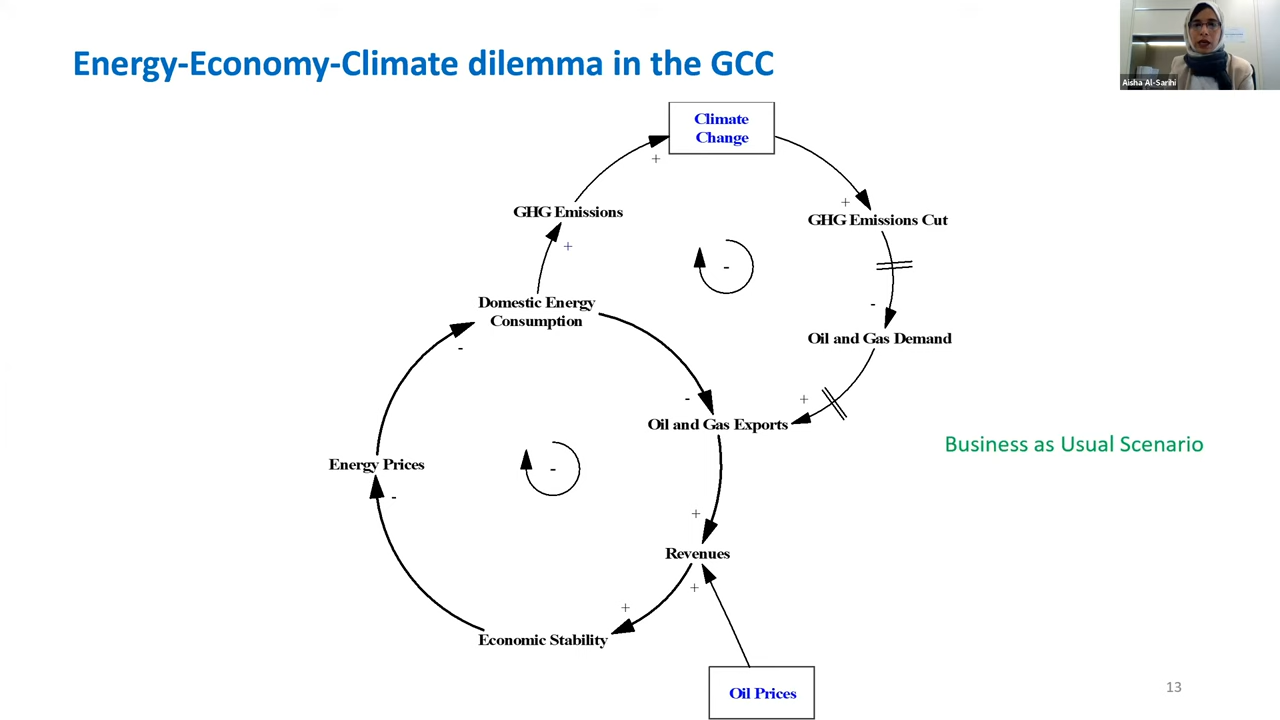 Energy-Economy-Climate dilemma in the GCC
Aisha Al-Sarihi
Climate
Change
+
GHG Emissions
+
GHG Emissions Cut
+
-
-
Domestic Energy
Consumption
Oil and Gas Demand
-
-
+
Oil and Gas Exports
Business as Usual Scenario
Energy Prices
-
-
+
Revenues
+
+
Economic Stability
Oil Prices
13